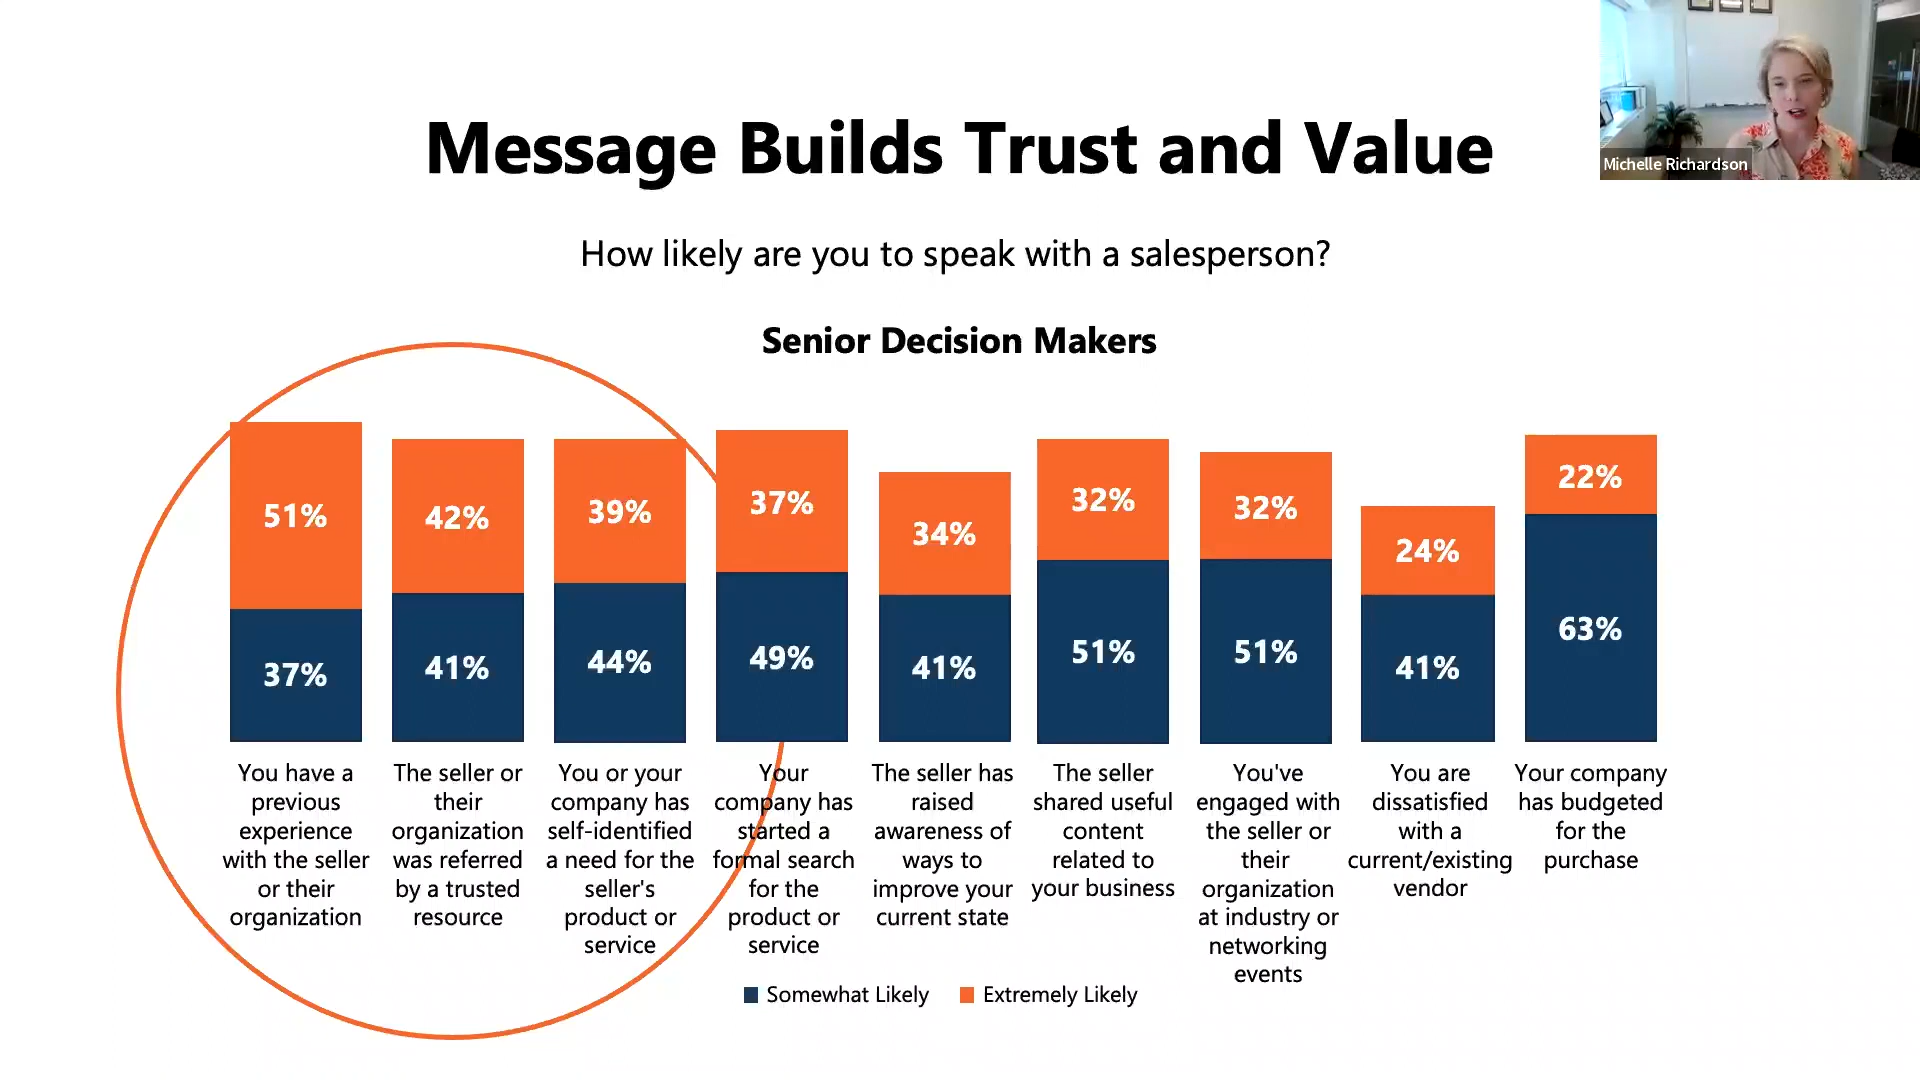 Message Builds Trust and Value
Michelle Richardson
How likely are you to speak with a salesperson?
Senior Decision Makers
51%
42%
39%
37%
34%
32%
32%
24%
22%
37%
41%
44%
49%
41%
51%
51%
41%
63%
You have a
previous
experience
with the seller
or their
organization
The seller or
their
organization
was referred
by a trusted
resource
You or your
company has
self-identified
a need for the
seller's
product or
service
Your
company has
started a
formal search
for the
product or
service
The seller has
raised
awareness of
ways to
improve your
current state
The seller
shared useful
content
related to
your business
You've
engaged with
the seller or
their
organization
at industry or
networking
events
You are
dissatisfied
with a
current/existing
vendor
Your company
has budgeted
for the
purchase
Somewhat Likely
Extremely Likely